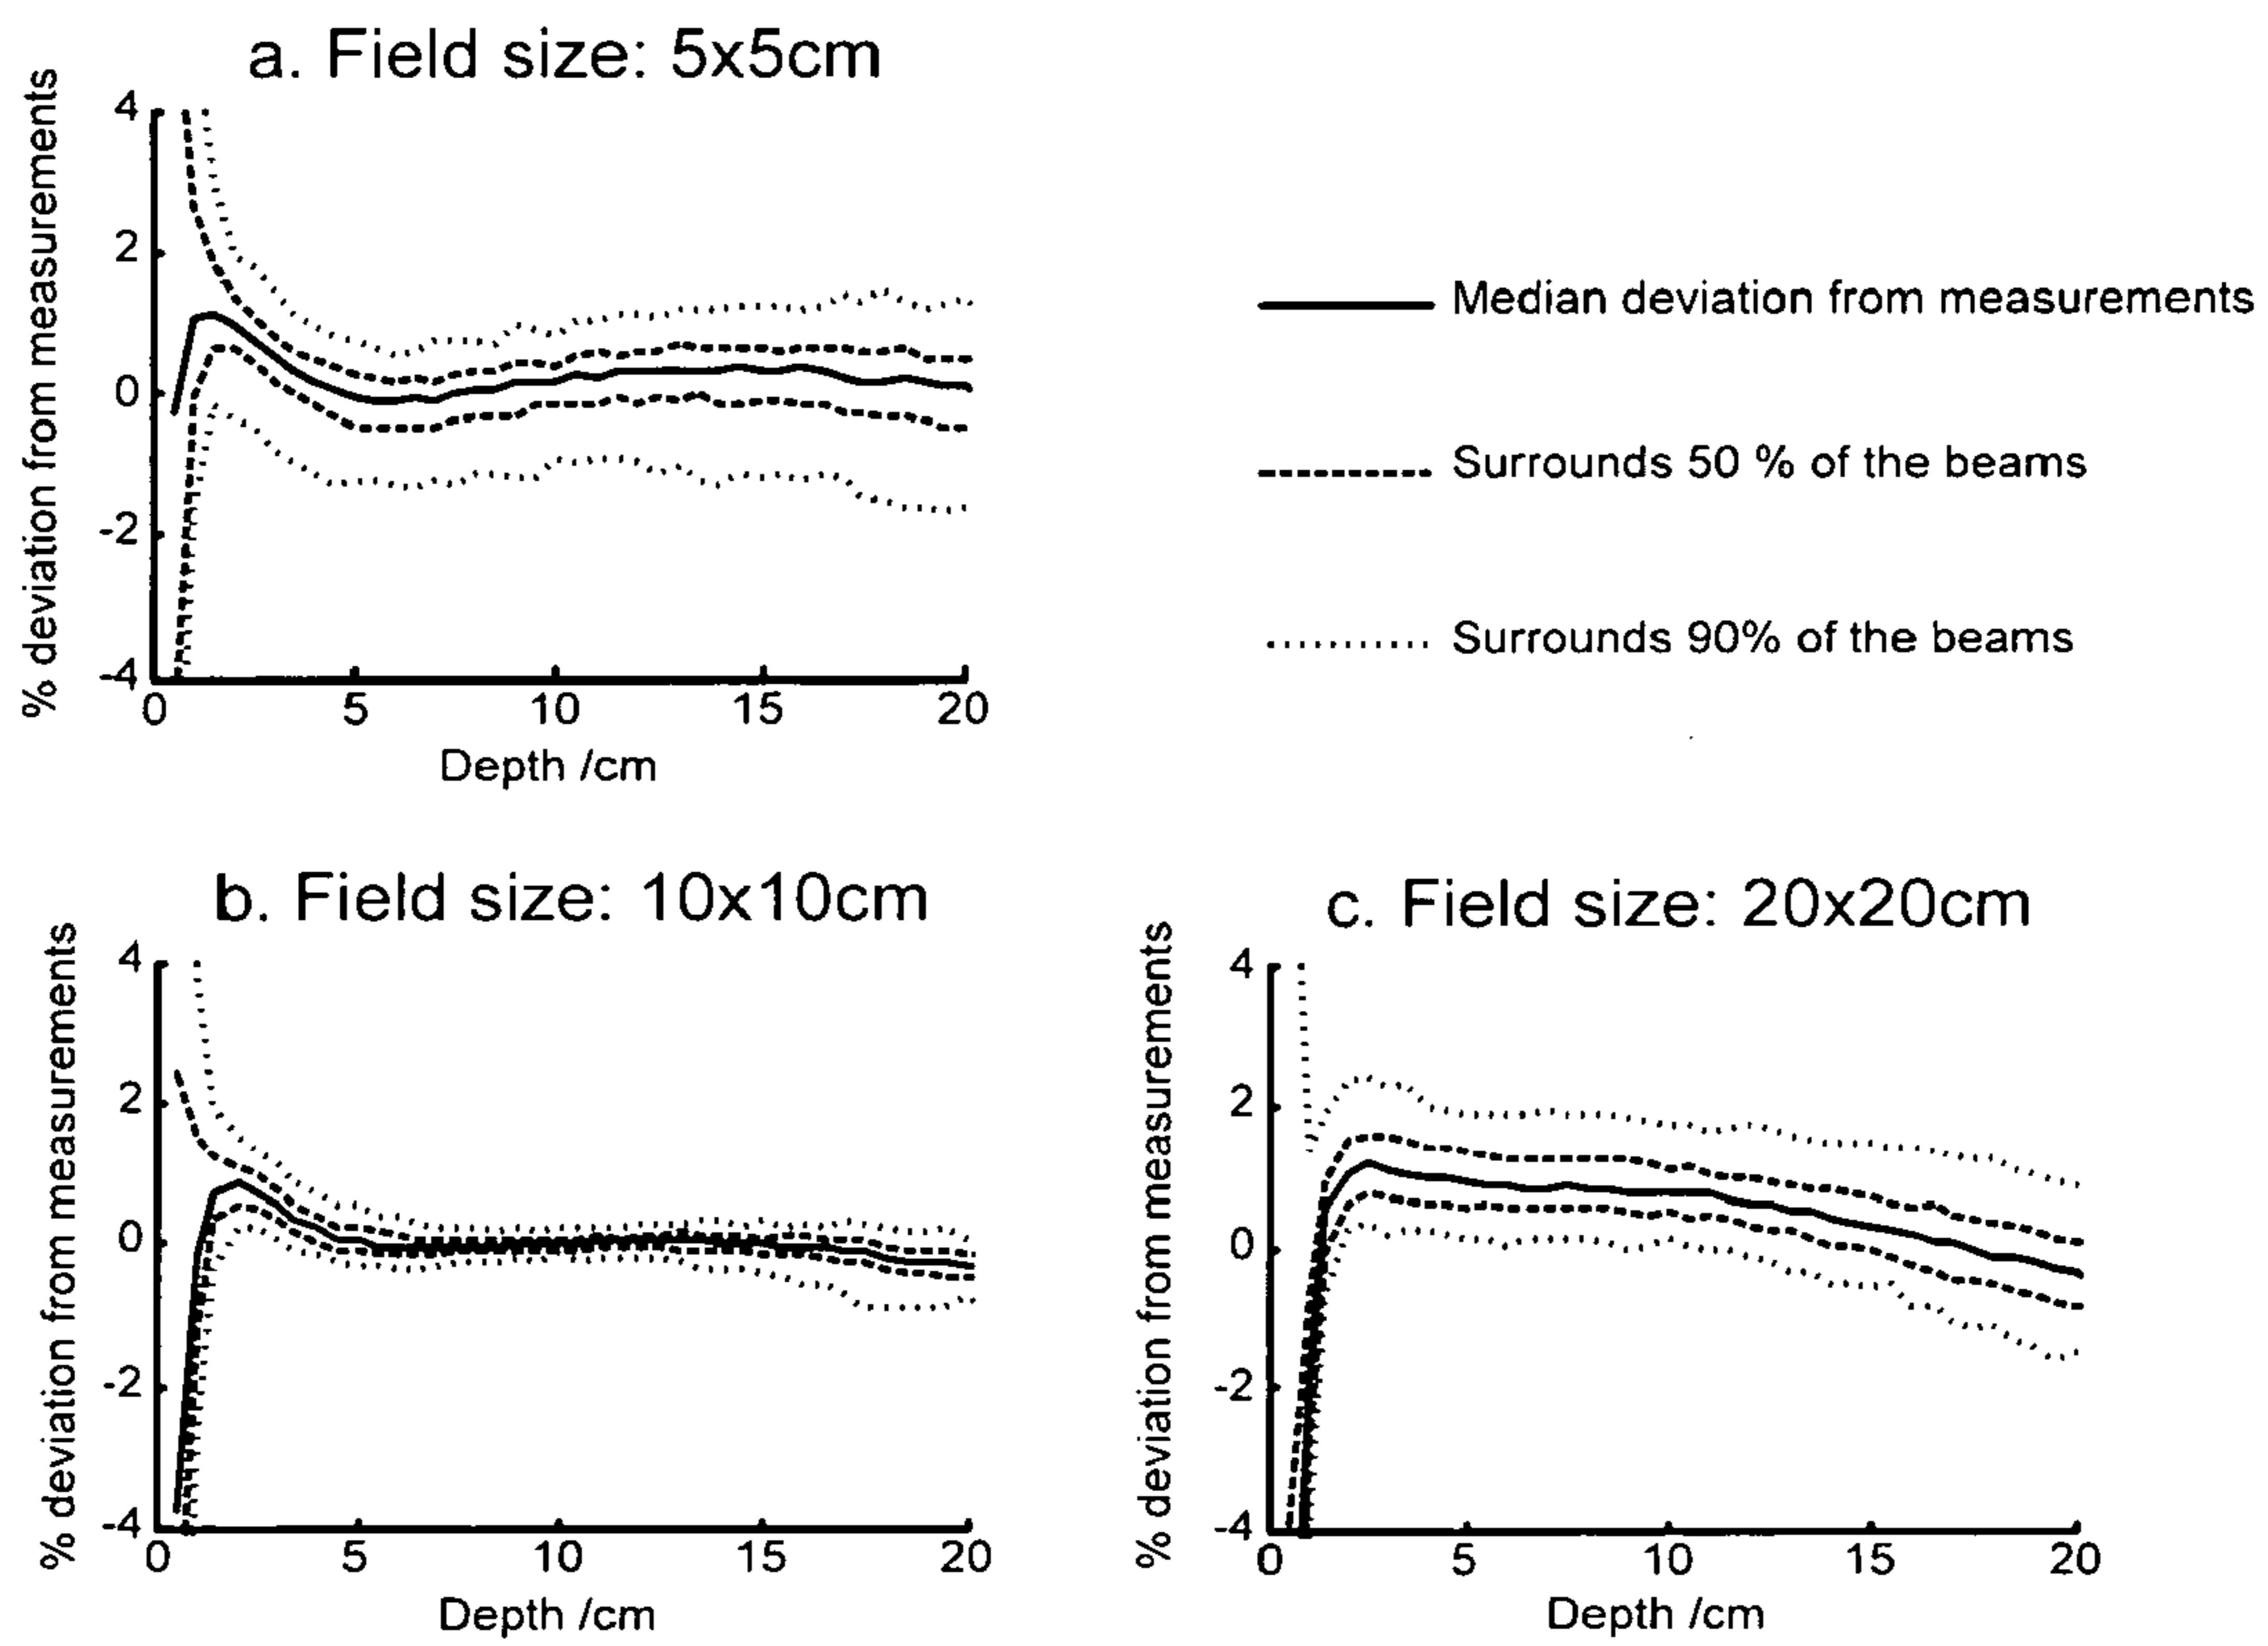 a. Field size: 5x5cm
% deviation from measurements
4
2
0
-2
-4
0 5 10 15 20
Depth /cm
Median deviation from measurements
Surrounds 50 % of the beams
Surrounds 90% of the beams
b. Field size: 10x10cm
% deviation from measurements
4
2
0
-2
-4
0 5 10 15 20
Depth /cm
c. Field size: 20x20cm
% deviation from measurements
4
2
0
-2
-4
0 5 10 15 20
Depth /cm